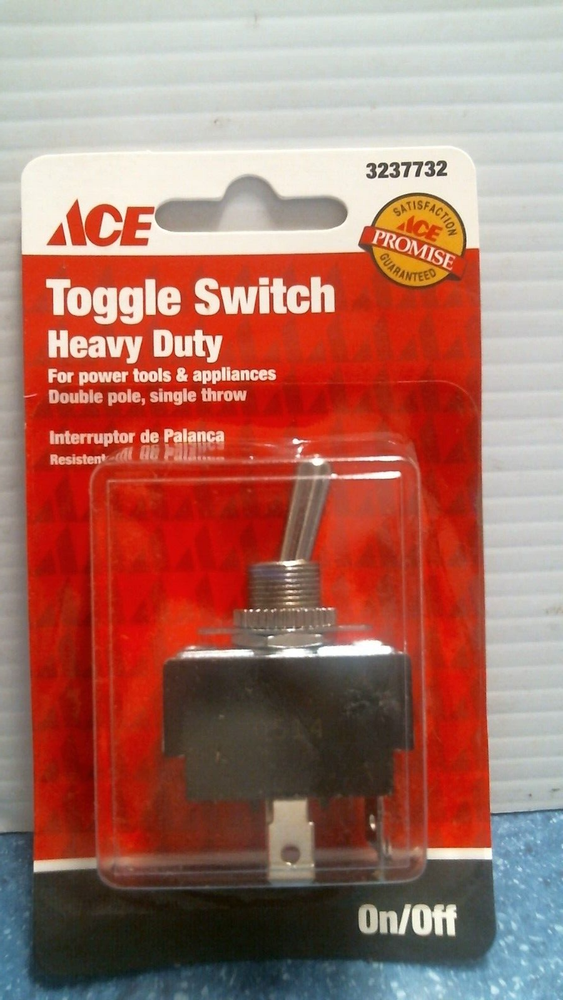 3237732
ACE
SATISFACTION
ACE
PROMISE
GUARANTEED
Toggle Switch
Heavy Duty
For power tools & appliances
Double pole, single throw
Interruptor de Palanca
On/Off